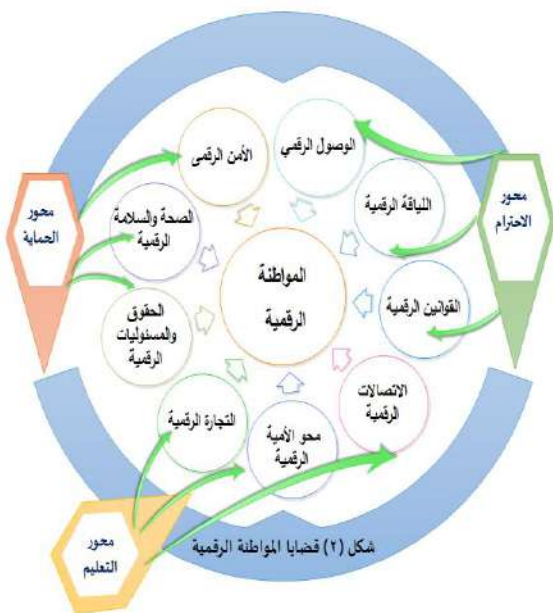 الوصول الرقمي
الأمن الرقمى
اللياقة الرقمية
محور
الاحترام
محور
الحماية
الصحة والسلامة
الرقمية
القوانين الرقمية
المواطنة
الرقمية
الحقوق
والمسئوليات
الرقمية
الاتصالات
الرقمية
التجارة الرقمية
محو الأمية
الرقمية
محور
التعليم
شكل (٢) قضايا المواطنة الرقمية